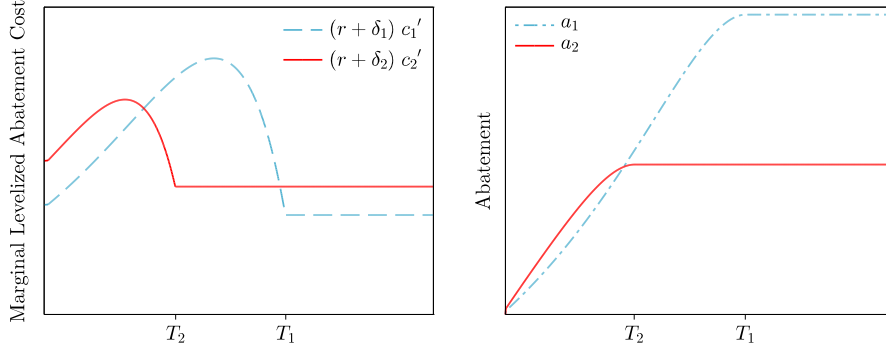 Marginal Levelized Abatement Cost
(r + δ₁) c₁′
(r + δ₂) c₂′
T₂
T₁
Abatement
a₁
a₂
T₂
T₁